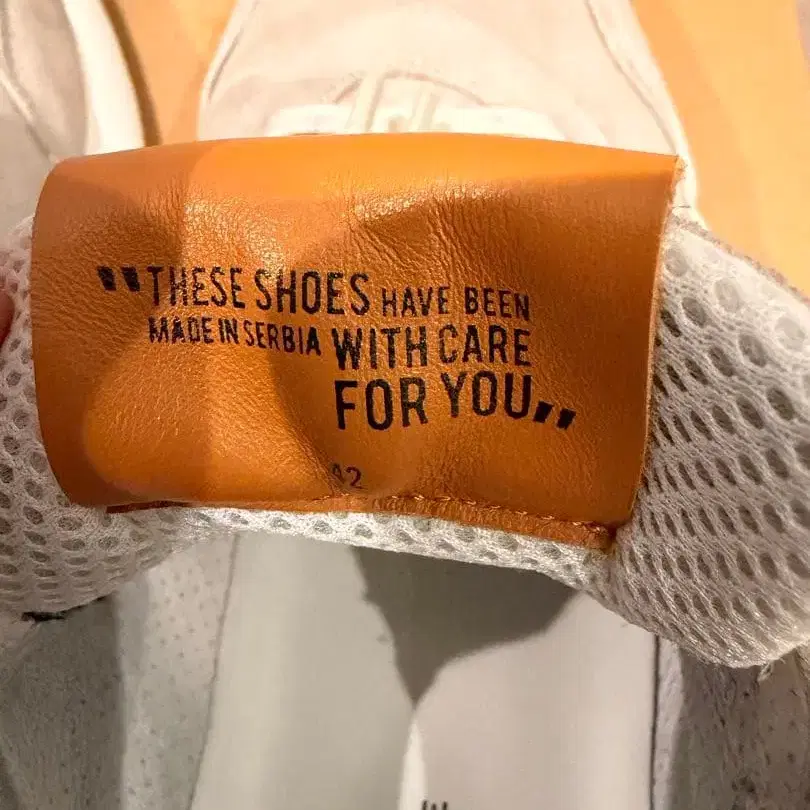 "THESE SHOES HAVE BEEN
MADE IN SERBIA WITH CARE
FOR YOU„
42